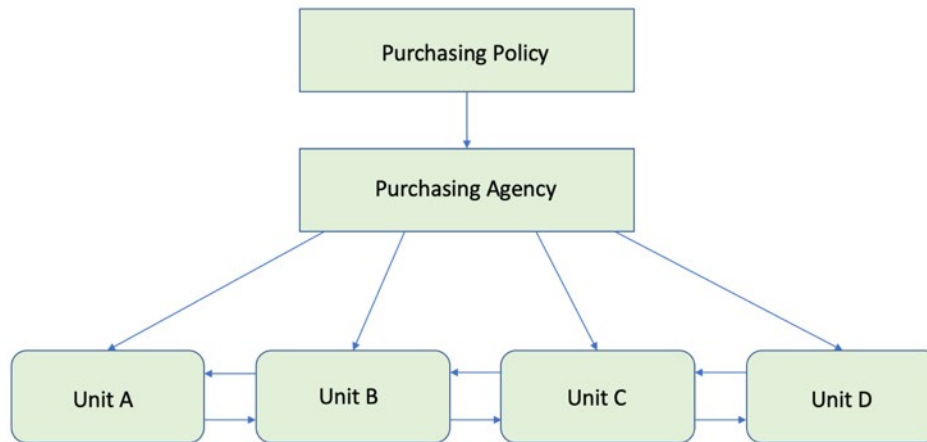 Purchasing Policy
Purchasing Agency
Unit A
Unit B
Unit C
Unit D